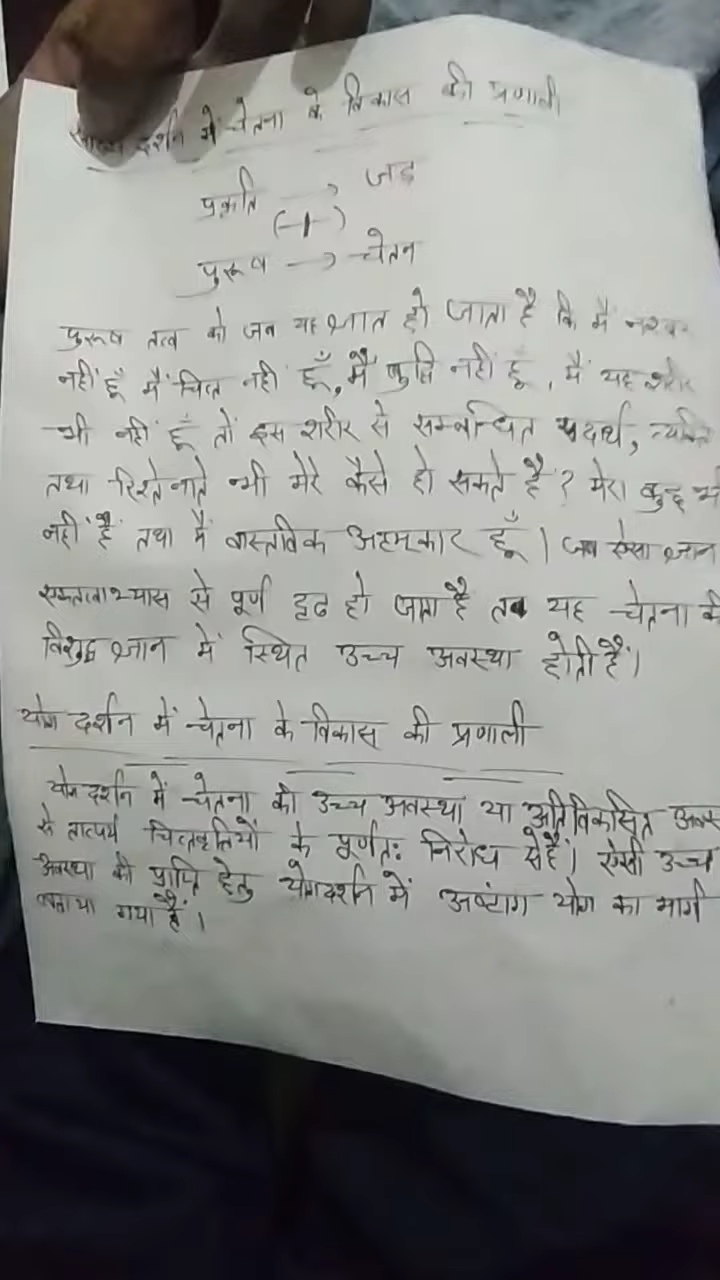 सांख्य दर्शन में चेतना के विकास की प्रणाली
प्रकृति → जड़
(+)
पुरूष → चेतन
पुरूष तत्व को जब यह ज्ञात हो जाता है कि मैं
नहीं हूँ मैं चित्त नहीं हूँ, मैं बुद्धि नहीं हूँ, मैं यह शरीर
भी नहीं हूँ तो इस शरीर से सम्बन्धित पदार्थ, व्यक्ति
तथा रिश्तेनाते भी मेरे कैसे हो सकते है? मेरा कुछ भी
नहीं हैं तथा मैं वास्तविक अहमकार हूँ। जब ऐसा ज्ञान
से पूर्ण दृढ हो जाता है तब यह चेतना की
विशुद्ध ज्ञान में स्थित उच्च अवस्था होती हैं।
योग दर्शन में चेतना के विकास की प्रणाली
योग दर्शन में चेतना की उच्च अवस्था या अतिविकसित
से तात्पर्य चित्तवृतियों के पूर्णतः निरोध से हैं। ऐसी उच्च
अवस्था की प्राप्ति हेतु योगदर्शन में अष्टांग योग का मार्ग
बताया गया हैं।